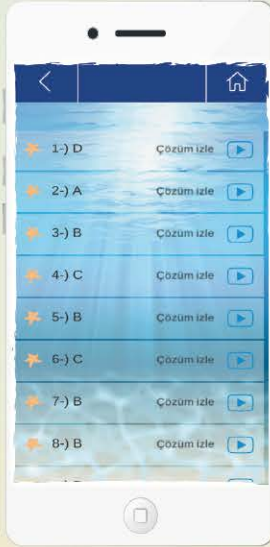 1-) D Çözüm izle
2-) A Çözüm izle
3-) B Çözüm izle
4-) C Çözüm izle
5-) B Çözüm izle
6-) C Çözüm izle
7-) B Çözüm izle
8-) B Çözüm izle